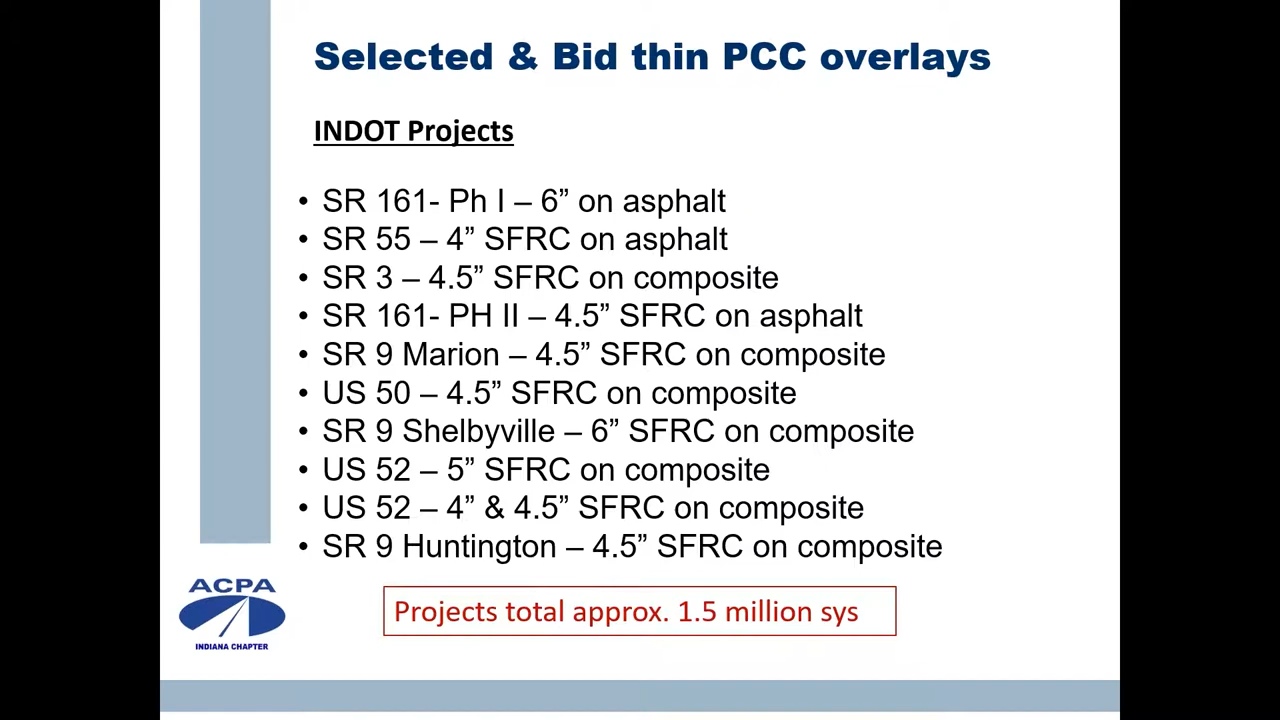 Selected & Bid thin PCC overlays
INDOT Projects
• SR 161- Ph I – 6” on asphalt
• SR 55 – 4” SFRC on asphalt
• SR 3 – 4.5” SFRC on composite
• SR 161- PH II – 4.5” SFRC on asphalt
• SR 9 Marion – 4.5” SFRC on composite
• US 50 – 4.5” SFRC on composite
• SR 9 Shelbyville – 6” SFRC on composite
• US 52 – 5” SFRC on composite
• US 52 – 4” & 4.5” SFRC on composite
• SR 9 Huntington – 4.5” SFRC on composite
ACPA
INDIANA CHAPTER
Projects total approx. 1.5 million sys